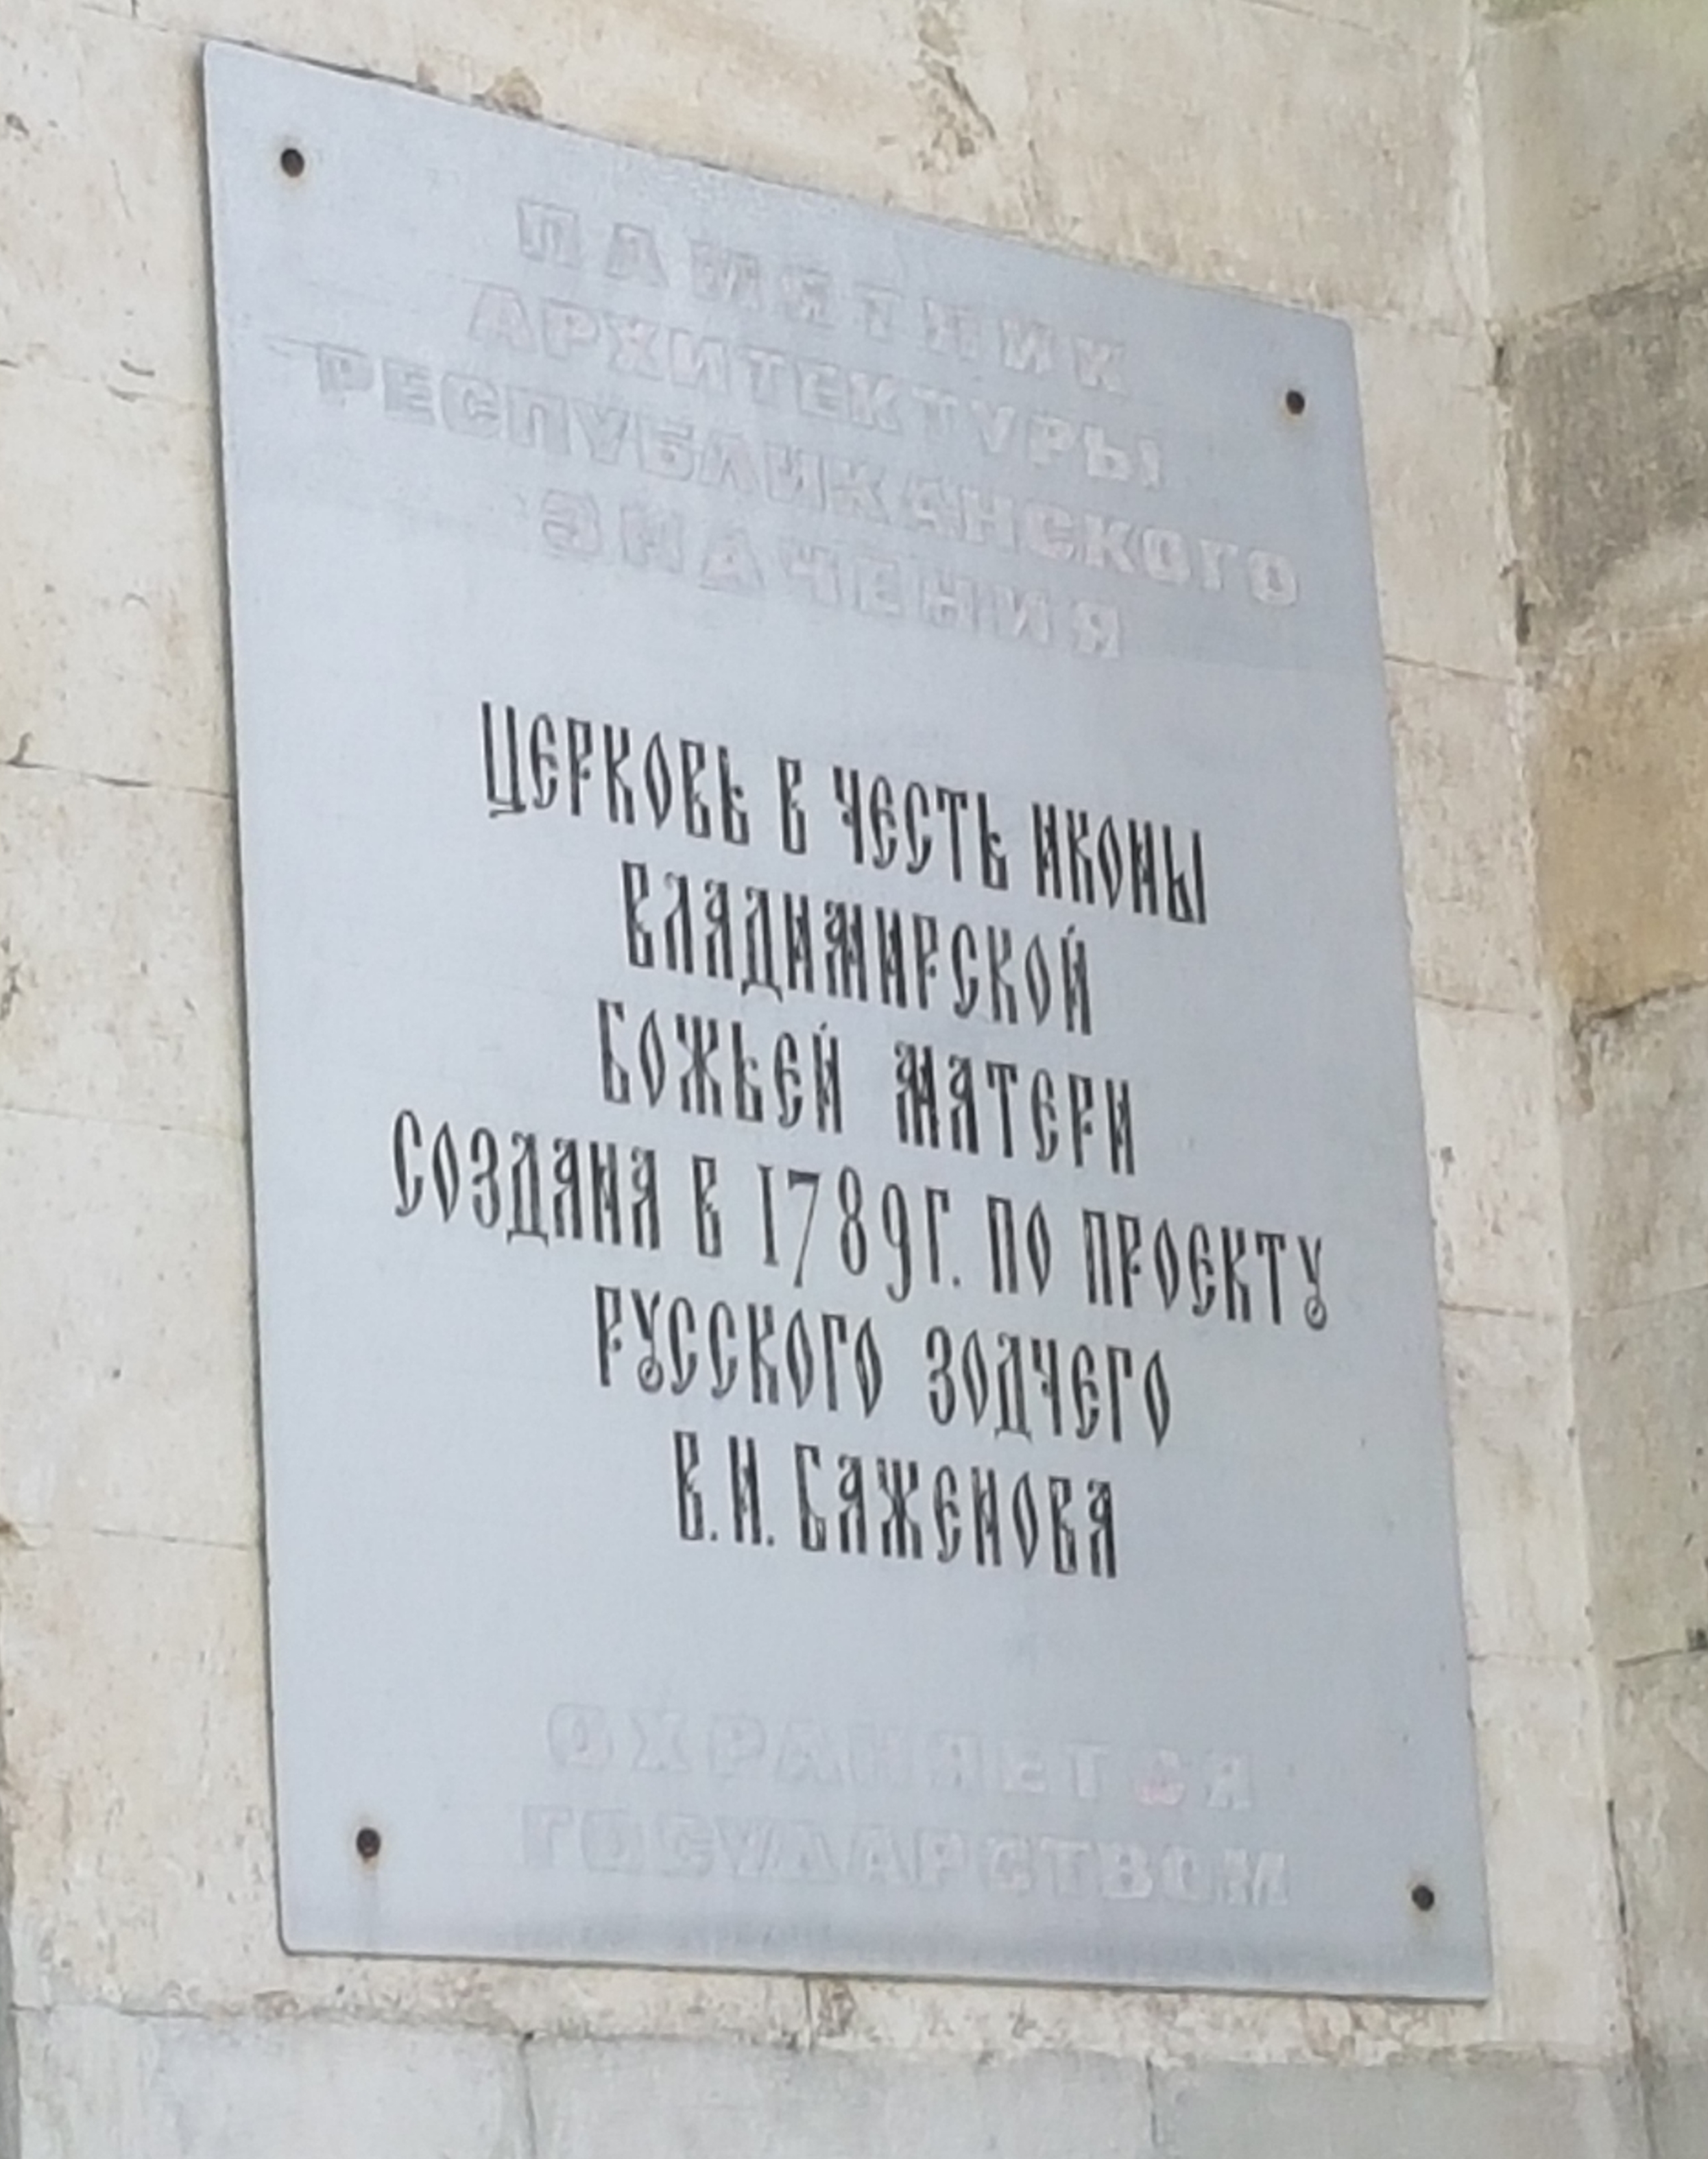 ПАМЯТНИК
АРХИТЕКТУРЫ
РЕСПУБЛИКАНСКОГО
ЗНАЧЕНИЯ
ЦЕРКОВЬ В ЧЕСТЬ ИКОНЫ
ВЛАДИМИРСКОЙ
БОЖЬЕЙ МАТЕРИ
СОЗДАНА В 1789Г. ПО ПРОЕКТУ
РУССКОГО ЗОДЧЕГО
В.И. БАЖЕНОВА
ОХРАНЯЕТСЯ
ГОСУДАРСТВОМ